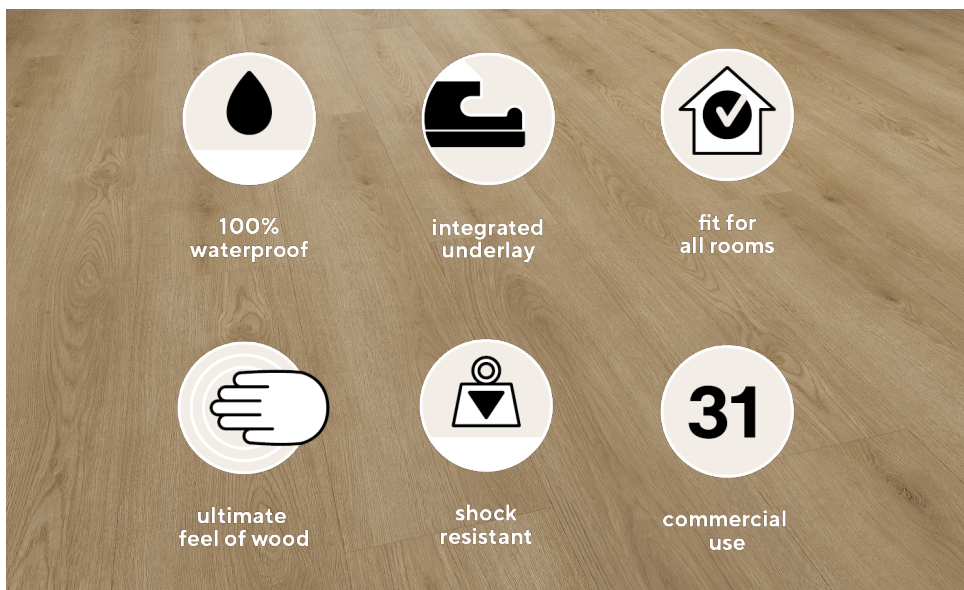 100%
waterproof
integrated
underlay
fit for
all rooms
ultimate
feel of wood
shock
resistant
31
commercial
use